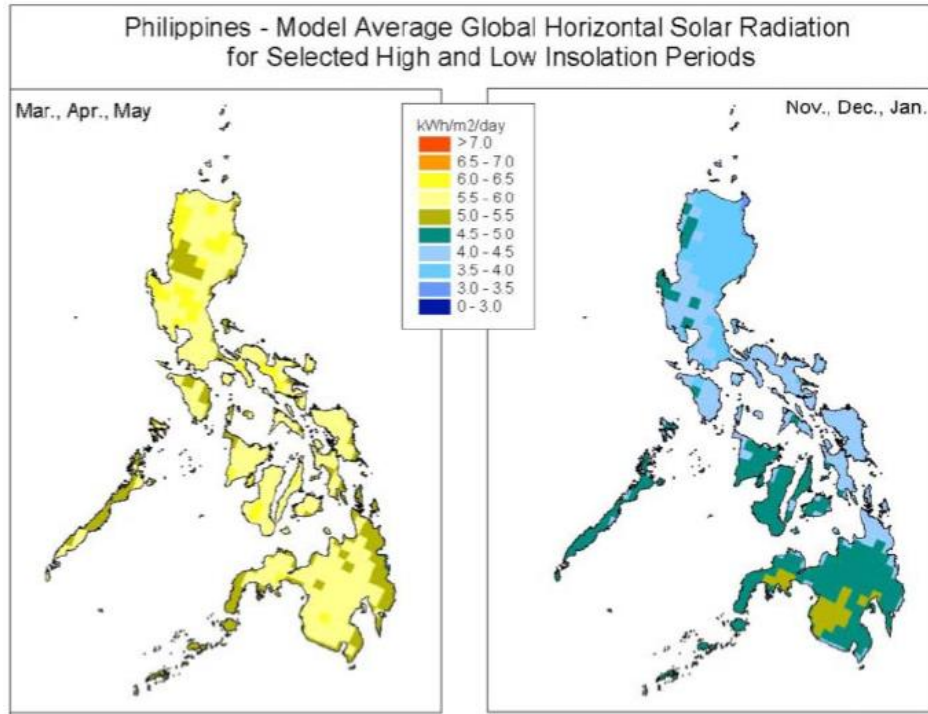 Philippines - Model Average Global Horizontal Solar Radiation
for Selected High and Low Insolation Periods
Mar., Apr., May
kWh/m2/day
>7.0
6.5 - 7.0
6.0 - 6.5
5.5 - 6.0
5.0 - 5.5
4.5 - 5.0
4.0 - 4.5
3.5 - 4.0
3.0 - 3.5
0 - 3.0
Nov., Dec., Jan.